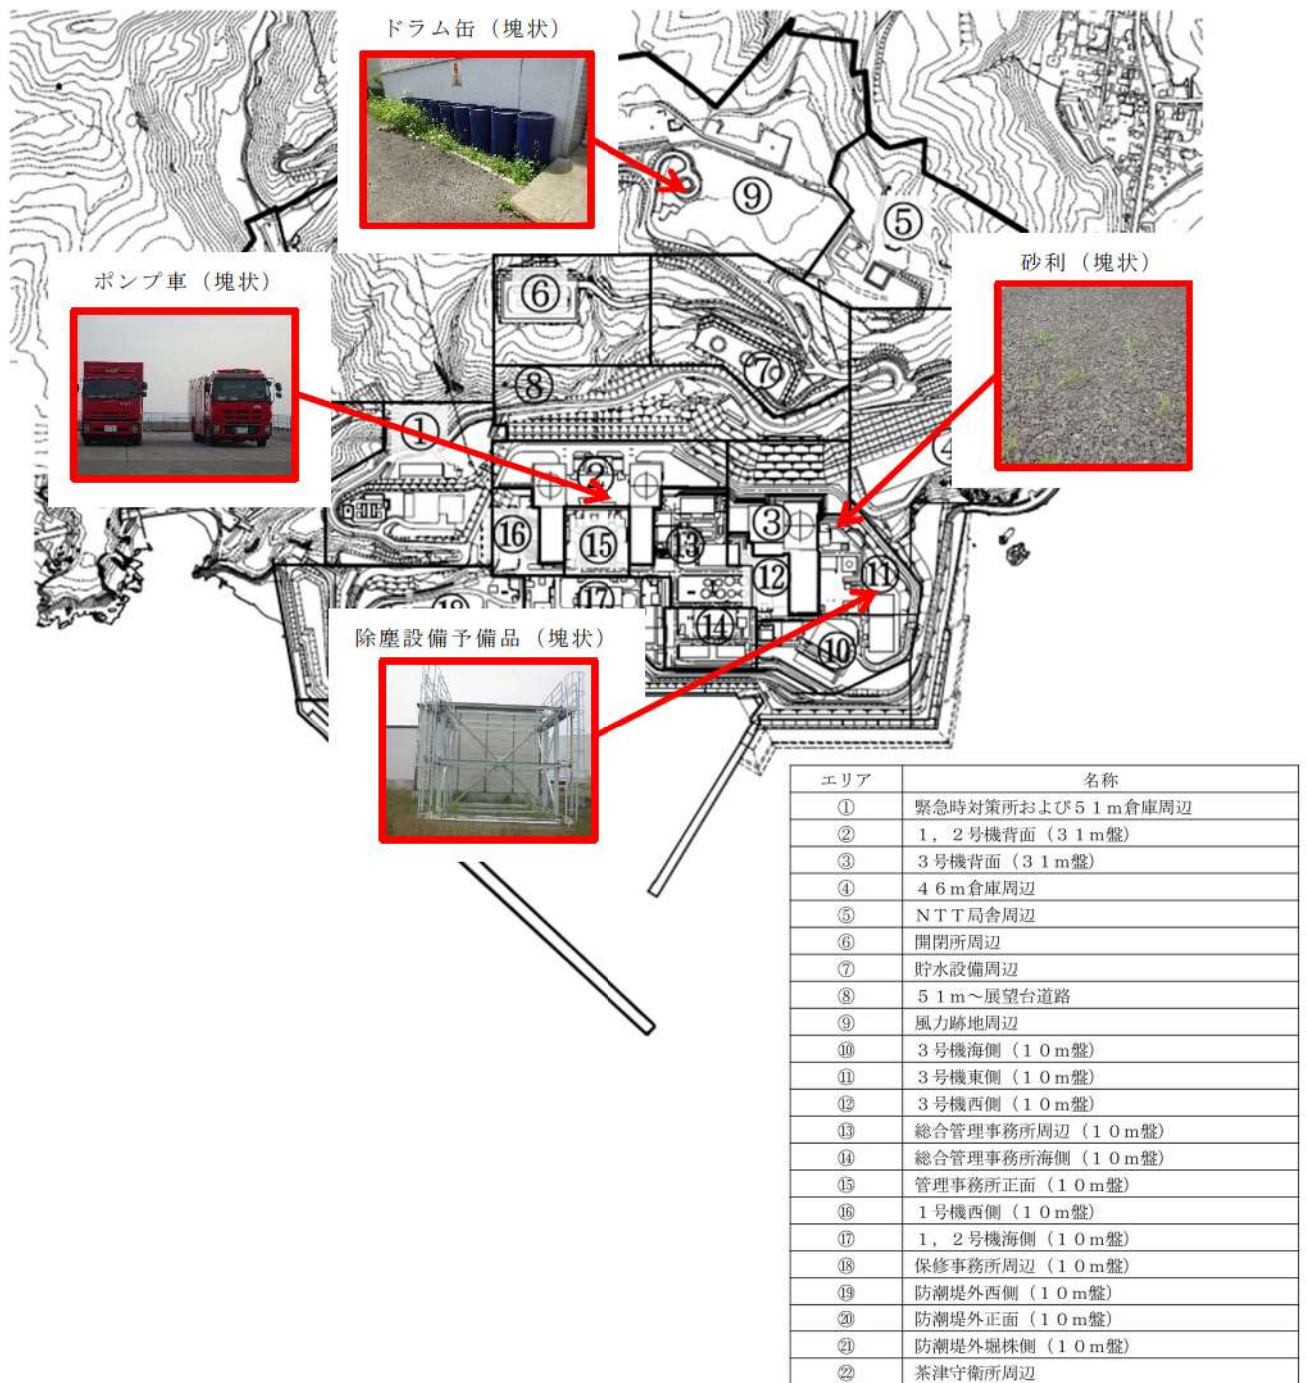 ドラム缶（塊状）
ポンプ車（塊状）
砂利（塊状）
⑨
⑤
⑥
⑦
⑧
①
②
④
⑯
⑮
⑬
③
⑫
⑪
⑰
⑱
⑭
⑩
除塵設備予備品（塊状）
エリア 名称
① 緊急時対策所および５１ｍ倉庫周辺
② １，２号機背面（３１ｍ盤）
③ ３号機背面（３１ｍ盤）
④ ４６ｍ倉庫周辺
⑤ ＮＴＴ局舎周辺
⑥ 開閉所周辺
⑦ 貯水設備周辺
⑧ ５１ｍ～展望台道路
⑨ 風力跡地周辺
⑩ ３号機海側（１０ｍ盤）
⑪ ３号機東側（１０ｍ盤）
⑫ ３号機西側（１０ｍ盤）
⑬ 総合管理事務所周辺（１０ｍ盤）
⑭ 総合管理事務所海側（１０ｍ盤）
⑮ 管理事務所正面（１０ｍ盤）
⑯ １号機西側（１０ｍ盤）
⑰ １，２号機海側（１０ｍ盤）
⑱ 保修事務所周辺（１０ｍ盤）
⑲ 防潮堤外西側（１０ｍ盤）
⑳ 防潮堤外正面（１０ｍ盤）
㉑ 防潮堤外堀株側（１０ｍ盤）
㉒ 茶津守衛所周辺